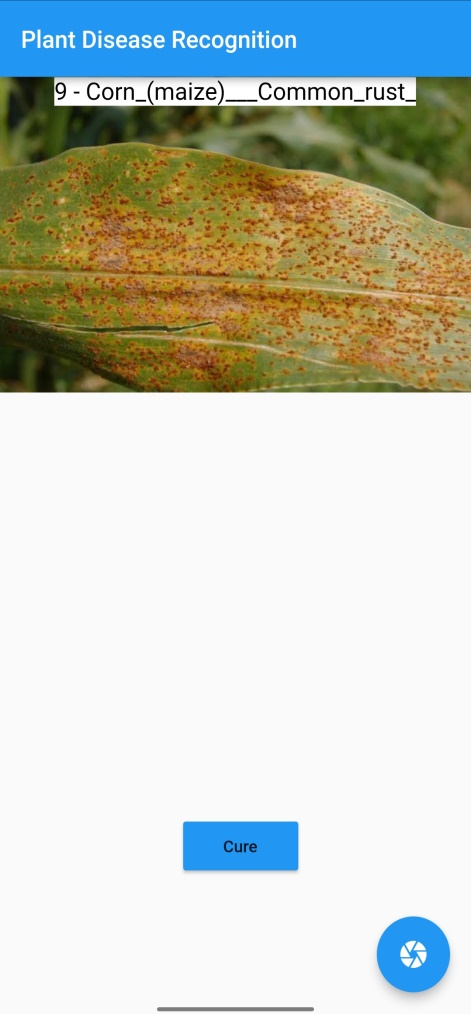 Plant Disease Recognition
9 - Corn_(maize)___Common_rust_
Cure